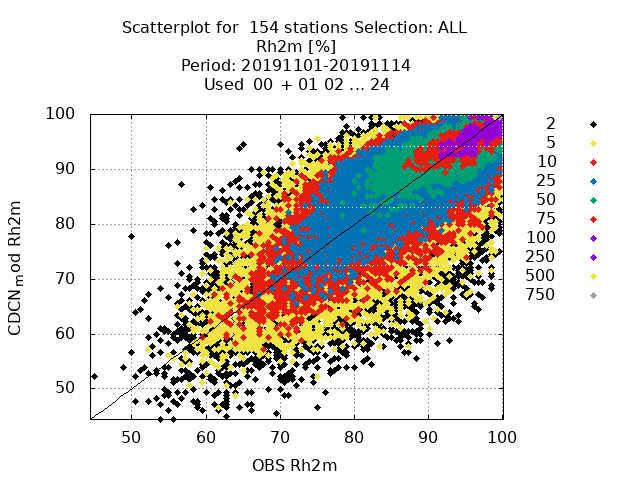 Scatterplot for  154 stations Selection: ALL
Rh2m [%]
Period: 20191101-20191114
Used  00 + 01 02 ... 24
100
90
80
70
60
50
CDCNmod Rh2m
50 60 70 80 90 100
OBS Rh2m
2
5
10
25
50
75
100
250
500
750